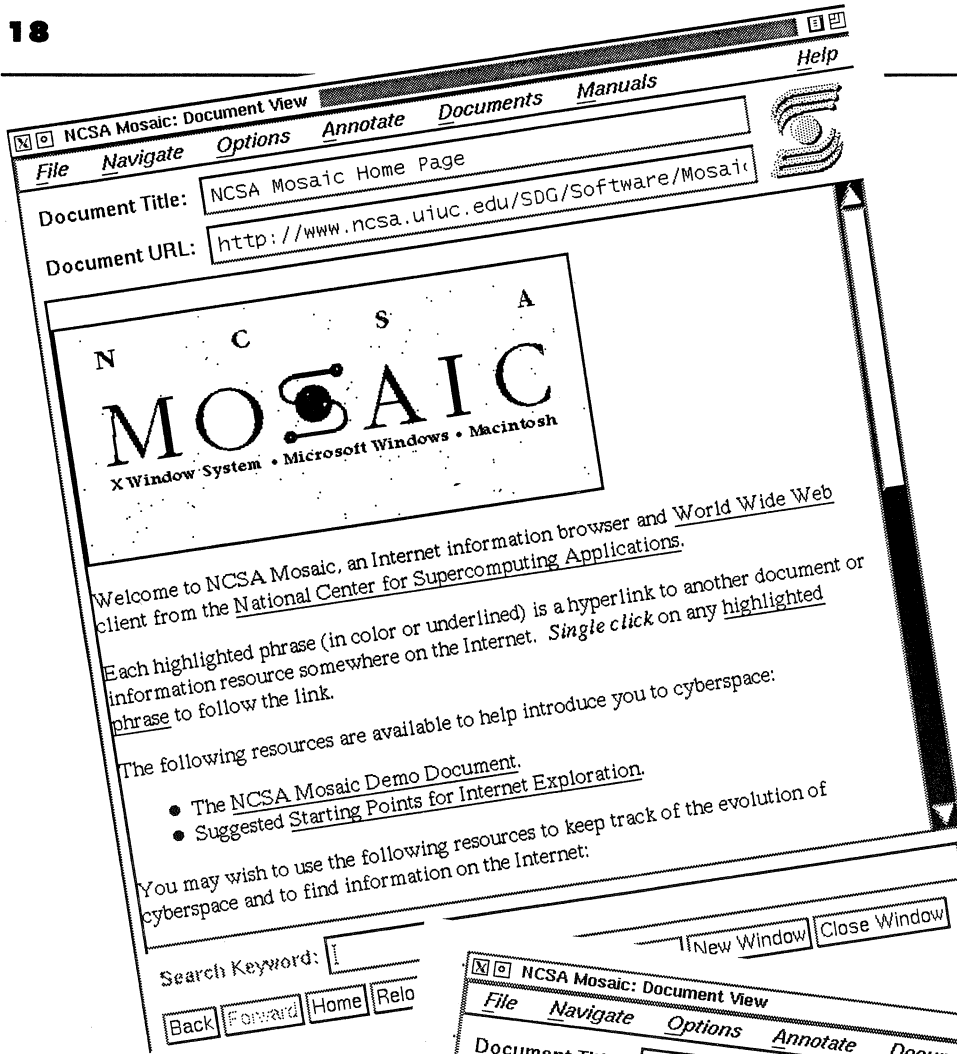 18
NCSA Mosaic: Document View
File Navigate Options Annotate Documents Manuals Help
Document Title: NCSA Mosaic Home Page
Document URL: http://www.ncsa.uiuc.edu/SDG/Software/Mosaic
N C S A
MOSAIC
X Window System • Microsoft Windows • Macintosh
Welcome to NCSA Mosaic, an Internet information browser and World Wide Web
client from the National Center for Supercomputing Applications.
Each highlighted phrase (in color or underlined) is a hyperlink to another document or
information resource somewhere on the Internet. Single click on any highlighted
phrase to follow the link.
The following resources are available to help introduce you to cyberspace:
● The NCSA Mosaic Demo Document.
● Suggested Starting Points for Internet Exploration.
You may wish to use the following resources to keep track of the evolution of
cyberspace and to find information on the Internet:
Search Keyword:
Back Forward Home Relo New Window Close Window
NCSA Mosaic: Document View
File Navigate Options Annotate Docum
Document Titl